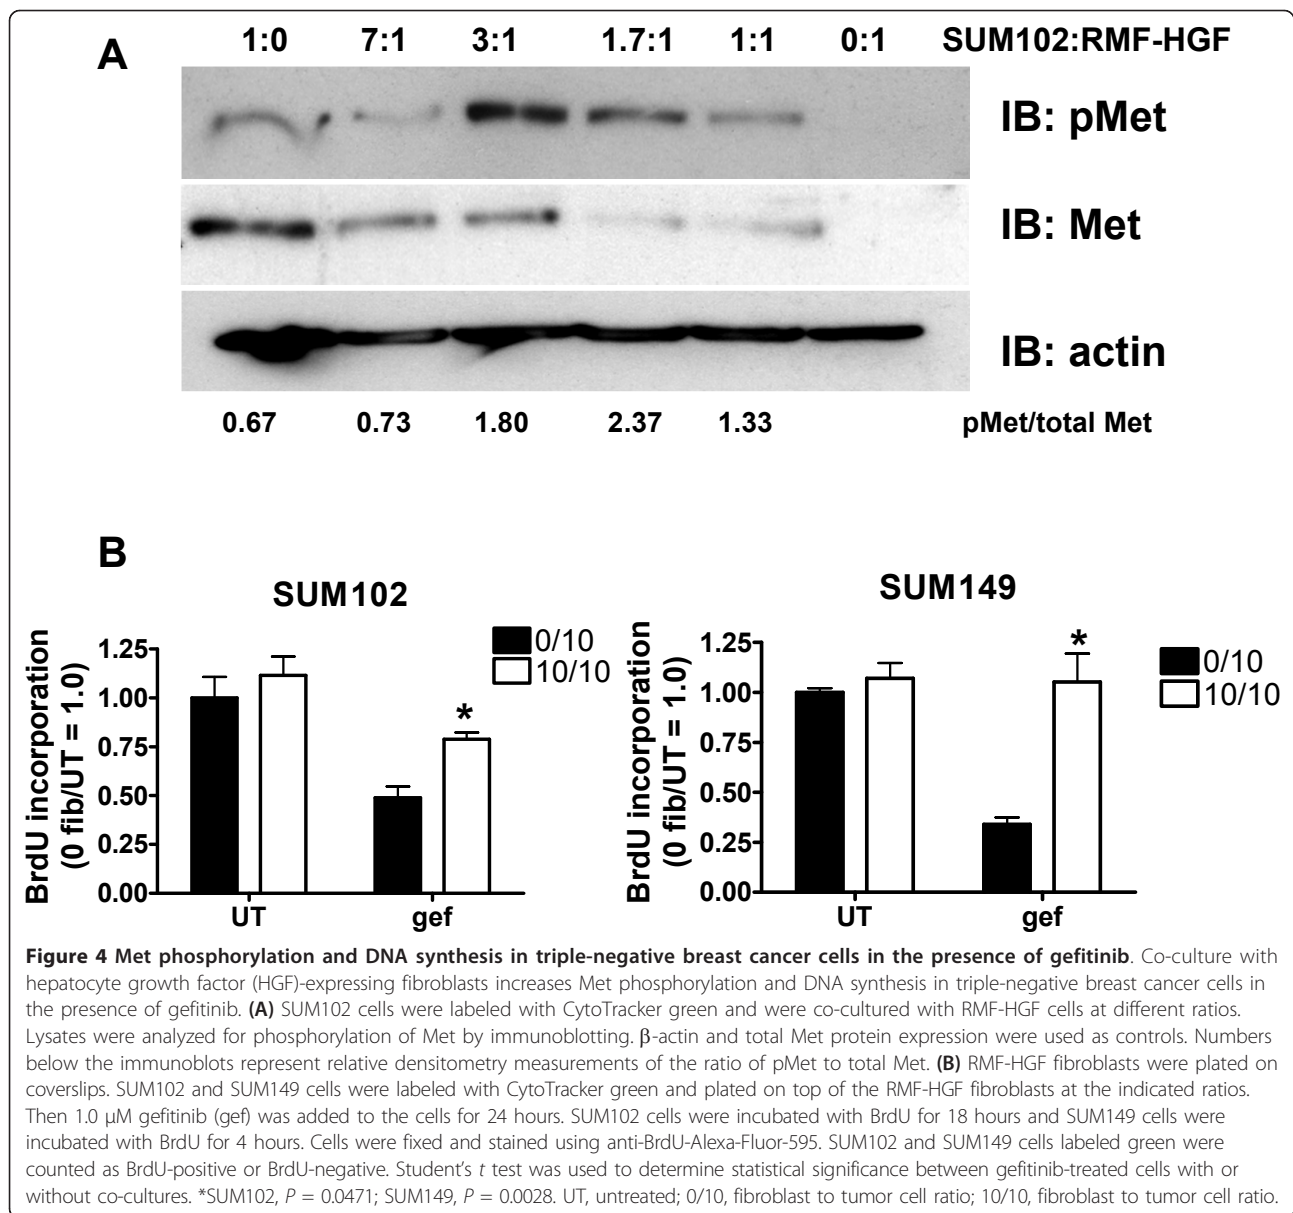 A
1:0 7:1 3:1 1.7:1 1:1 0:1 SUM102:RMF-HGF
IB: pMet
IB: Met
IB: actin
0.67 0.73 1.80 2.37 1.33 pMet/total Met
B
SUM102
BrdU incorporation
(0 fib/UT = 1.0)
1.25
1.00
0.75
0.50
0.25
0.00
*
UT gef
0/10
10/10
SUM149
BrdU incorporation
(0 fib/UT = 1.0)
1.25
1.00
0.75
0.50
0.25
0.00
*
UT gef
0/10
10/10
Figure 4 Met phosphorylation and DNA synthesis in triple-negative breast cancer cells in the presence of gefitinib. Co-culture with
hepatocyte growth factor (HGF)-expressing fibroblasts increases Met phosphorylation and DNA synthesis in triple-negative breast cancer cells in
the presence of gefitinib. (A) SUM102 cells were labeled with CytoTracker green and were co-cultured with RMF-HGF cells at different ratios.
Lysates were analyzed for phosphorylation of Met by immunoblotting. β-actin and total Met protein expression were used as controls. Numbers
below the immunoblots represent relative densitometry measurements of the ratio of pMet to total Met. (B) RMF-HGF fibroblasts were plated on
coverslips. SUM102 and SUM149 cells were labeled with CytoTracker green and plated on top of the RMF-HGF fibroblasts at the indicated ratios.
Then 1.0 μM gefitinib (gef) was added to the cells for 24 hours. SUM102 cells were incubated with BrdU for 18 hours and SUM149 cells were
incubated with BrdU for 4 hours. Cells were fixed and stained using anti-BrdU-Alexa-Fluor-595. SUM102 and SUM149 cells labeled green were
counted as BrdU-positive or BrdU-negative. Student's t test was used to determine statistical significance between gefitinib-treated cells with or
without co-cultures. *SUM102, P = 0.0471; SUM149, P = 0.0028. UT, untreated; 0/10, fibroblast to tumor cell ratio; 10/10, fibroblast to tumor cell ratio.